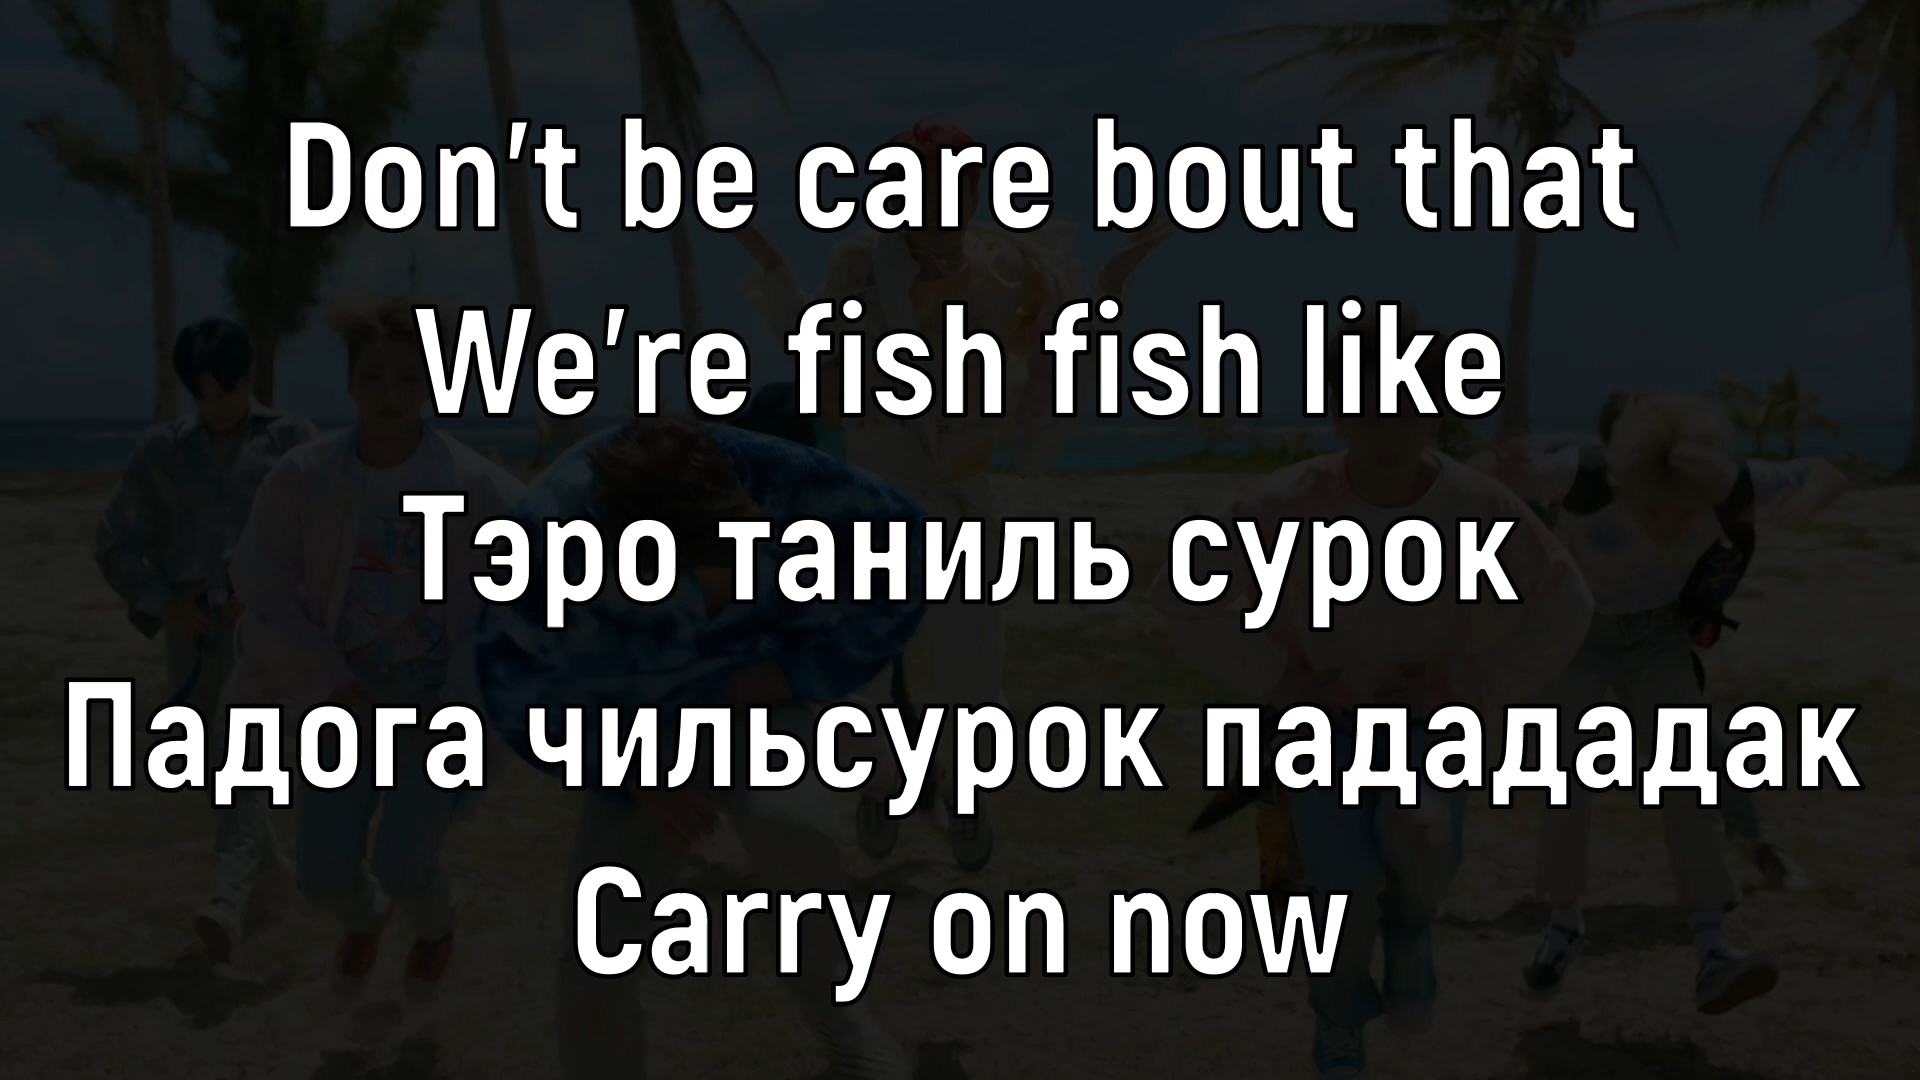 Don't be care bout that
We're fish fish like
Тэро таниль сурок
Падога чильсурок падададак
Carry on now